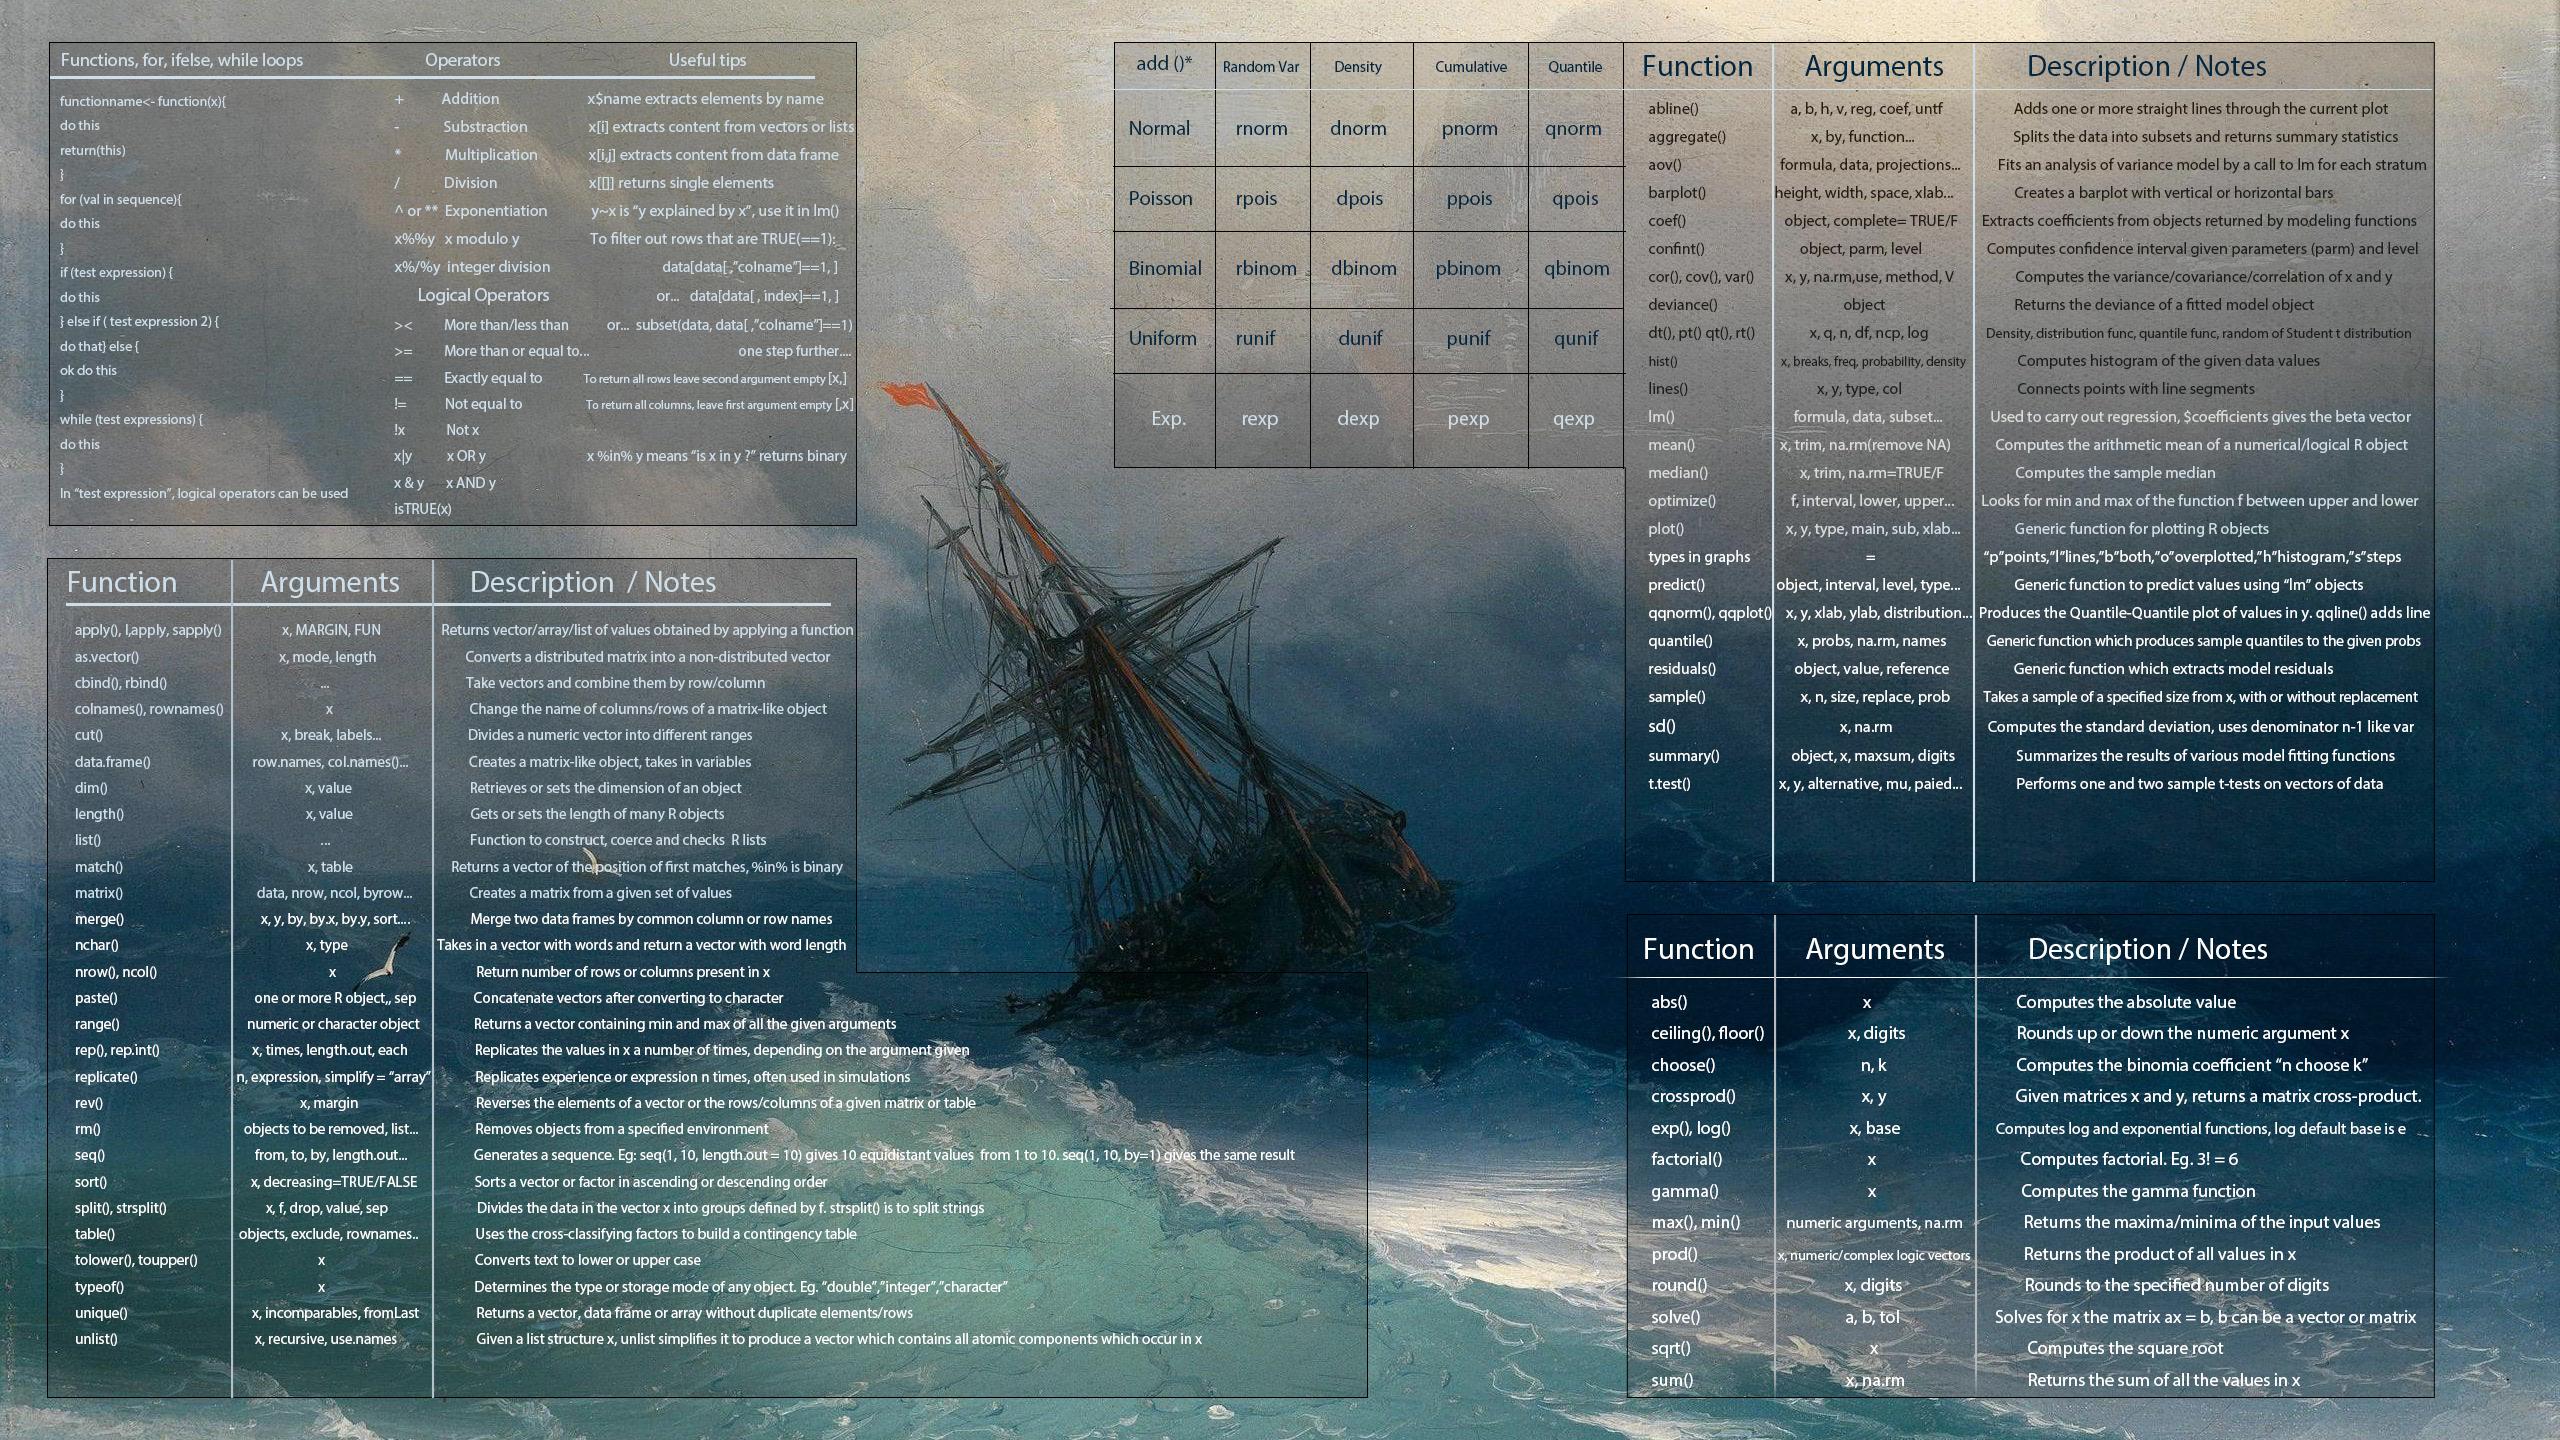 Functions, for, ifelse, while loops Operators Useful tips
functionname<- function(x){
do this
return(this)
}
for (val in sequence){
do this
}
if (test expression) {
do this
} else if ( test expression 2) {
do that} else {
ok do this
}
while (test expressions) {
do this
}
In “test expression”, logical operators can be used
+ Addition
- Substraction
* Multiplication
/ Division
^ or ** Exponentiation
x%%y x modulo y
x%/%y integer division
Logical Operators
>< More than/less than
>= More than or equal to...
== Exactly equal to
!= Not equal to
!x Not x
x|y x OR y
x & y x AND y
isTRUE(x)
x$name extracts elements by name
x[i] extracts content from vectors or lists
x[i,j] extracts content from data frame
x[[]] returns single elements
y~x is “y explained by x”, use it in lm()
To filter out rows that are TRUE(==1):
data[data[ ,”colname”]==1, ]
or... data[data[ , index]==1, ]
or... subset(data, data[ ,”colname”]==1)
one step further....
To return all rows leave second argument empty [x,]
To return all columns, leave first argument empty [,x]
x %in% y means “is x in y ?” returns binary
Function Arguments Description / Notes
apply(), l,apply, sapply() x, MARGIN, FUN Returns vector/array/list of values obtained by applying a function
as.vector() x, mode, length Converts a distributed matrix into a non-distributed vector
cbind(), rbind() ... Take vectors and combine them by row/column
colnames(), rownames() x Change the name of columns/rows of a matrix-like object
cut() x, break, labels... Divides a numeric vector into different ranges
data.frame() row.names, col.names()... Creates a matrix-like object, takes in variables
dim() x, value Retrieves or sets the dimension of an object
length() x, value Gets or sets the length of many R objects
list() ... Function to construct, coerce and checks R lists
match() x, table Returns a vector of the position of first matches, %in% is binary
matrix() data, nrow, ncol, byrow... Creates a matrix from a given set of values
merge() x, y, by, by.x, by.y, sort.... Merge two data frames by common column or row names
nchar() x, type Takes in a vector with words and return a vector with word length
nrow(), ncol() x Return number of rows or columns present in x
paste() one or more R object,, sep Concatenate vectors after converting to character
range() numeric or character object Returns a vector containing min and max of all the given arguments
rep(), rep.int() x, times, length.out, each Replicates the values in x a number of times, depending on the argument given
replicate() n, expression, simplify = “array” Replicates experience or expression n times, often used in simulations
rev() x, margin Reverses the elements of a vector or the rows/columns of a given matrix or table
rm() objects to be removed, list... Removes objects from a specified environment
seq() from, to, by, length.out... Generates a sequence. Eg: seq(1, 10, length.out = 10) gives 10 equidistant values from 1 to 10. seq(1, 10, by=1) gives the same result
sort() x, decreasing=TRUE/FALSE Sorts a vector or factor in ascending or descending order
split(), strsplit() x, f, drop, value, sep Divides the data in the vector x into groups defined by f. strsplit() is to split strings
table() objects, exclude, rownames.. Uses the cross-classifying factors to build a contingency table
tolower(), toupper() x Converts text to lower or upper case
typeof() x Determines the type or storage mode of any object. Eg. “double”,”integer”,”character”
unique() x, incomparables, fromLast Returns a vector, data frame or array without duplicate elements/rows
unlist() x, recursive, use.names Given a list structure x, unlist simplifies it to produce a vector which contains all atomic components which occur in x
add ()* Random Var Density Cumulative Quantile
Normal rnorm dnorm pnorm qnorm
Poisson rpois dpois ppois qpois
Binomial rbinom dbinom pbinom qbinom
Uniform runif dunif punif qunif
Exp. rexp dexp pexp qexp
Function Arguments Description / Notes
abline() a, b, h, v, reg, coef, untf Adds one or more straight lines through the current plot
aggregate() x, by, function... Splits the data into subsets and returns summary statistics
aov() formula, data, projections... Fits an analysis of variance model by a call to lm for each stratum
barplot() height, width, space, xlab... Creates a barplot with vertical or horizontal bars
coef() object, complete= TRUE/F Extracts coefficients from objects returned by modeling functions
confint() object, parm, level Computes confidence interval given parameters (parm) and level
cor(), cov(), var() x, y, na.rm,use, method, V Computes the variance/covariance/correlation of x and y
deviance() object Returns the deviance of a fitted model object
dt(), pt() qt(), rt() x, q, n, df, ncp, log Density, distribution func, quantile func, random of Student t distribution
hist() x, breaks, freq, probability, density Computes histogram of the given data values
lines() x, y, type, col Connects points with line segments
lm() formula, data, subset... Used to carry out regression, $coefficients gives the beta vector
mean() x, trim, na.rm(remove NA) Computes the arithmetic mean of a numerical/logical R object
median() x, trim, na.rm=TRUE/F Computes the sample median
optimize() f, interval, lower, upper... Looks for min and max of the function f between upper and lower
plot() x, y, type, main, sub, xlab... Generic function for plotting R objects
types in graphs = “p”points,”l”lines,”b”both,”o”overplotted,”h”histogram,”s”steps
predict() object, interval, level, type... Generic function to predict values using “lm” objects
qqnorm(), qqplot() x, y, xlab, ylab, distribution... Produces the Quantile-Quantile plot of values in y. qqline() adds line
quantile() x, probs, na.rm, names Generic function which produces sample quantiles to the given probs
residuals() object, value, reference Generic function which extracts model residuals
sample() x, n, size, replace, prob Takes a sample of a specified size from x, with or without replacement
sd() x, na.rm Computes the standard deviation, uses denominator n-1 like var
summary() object, x, maxsum, digits Summarizes the results of various model fitting functions
t.test() x, y, alternative, mu, paied... Performs one and two sample t-tests on vectors of data
Function Arguments Description / Notes
abs() x Computes the absolute value
ceiling(), floor() x, digits Rounds up or down the numeric argument x
choose() n, k Computes the binomia coefficient “n choose k”
crossprod() x, y Given matrices x and y, returns a matrix cross-product.
exp(), log() x, base Computes log and exponential functions, log default base is e
factorial() x Computes factorial. Eg. 3! = 6
gamma() x Computes the gamma function
max(), min() numeric arguments, na.rm Returns the maxima/minima of the input values
prod() x, numeric/complex logic vectors Returns the product of all values in x
round() x, digits Rounds to the specified number of digits
solve() a, b, tol Solves for x the matrix ax = b, b can be a vector or matrix
sqrt() x Computes the square root
sum() x, na.rm Returns the sum of all the values in x